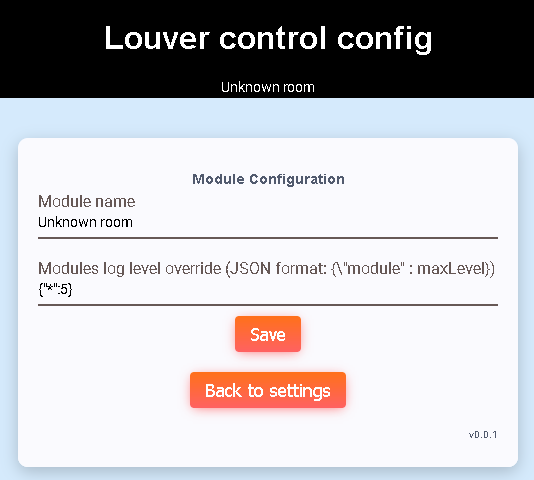 Louver control config
Unknown room
Module Configuration
Module name
Unknown room
Modules log level override (JSON format: {\"module" : maxLevel})
{"*":5}
Save
Back to settings
v0.0.1